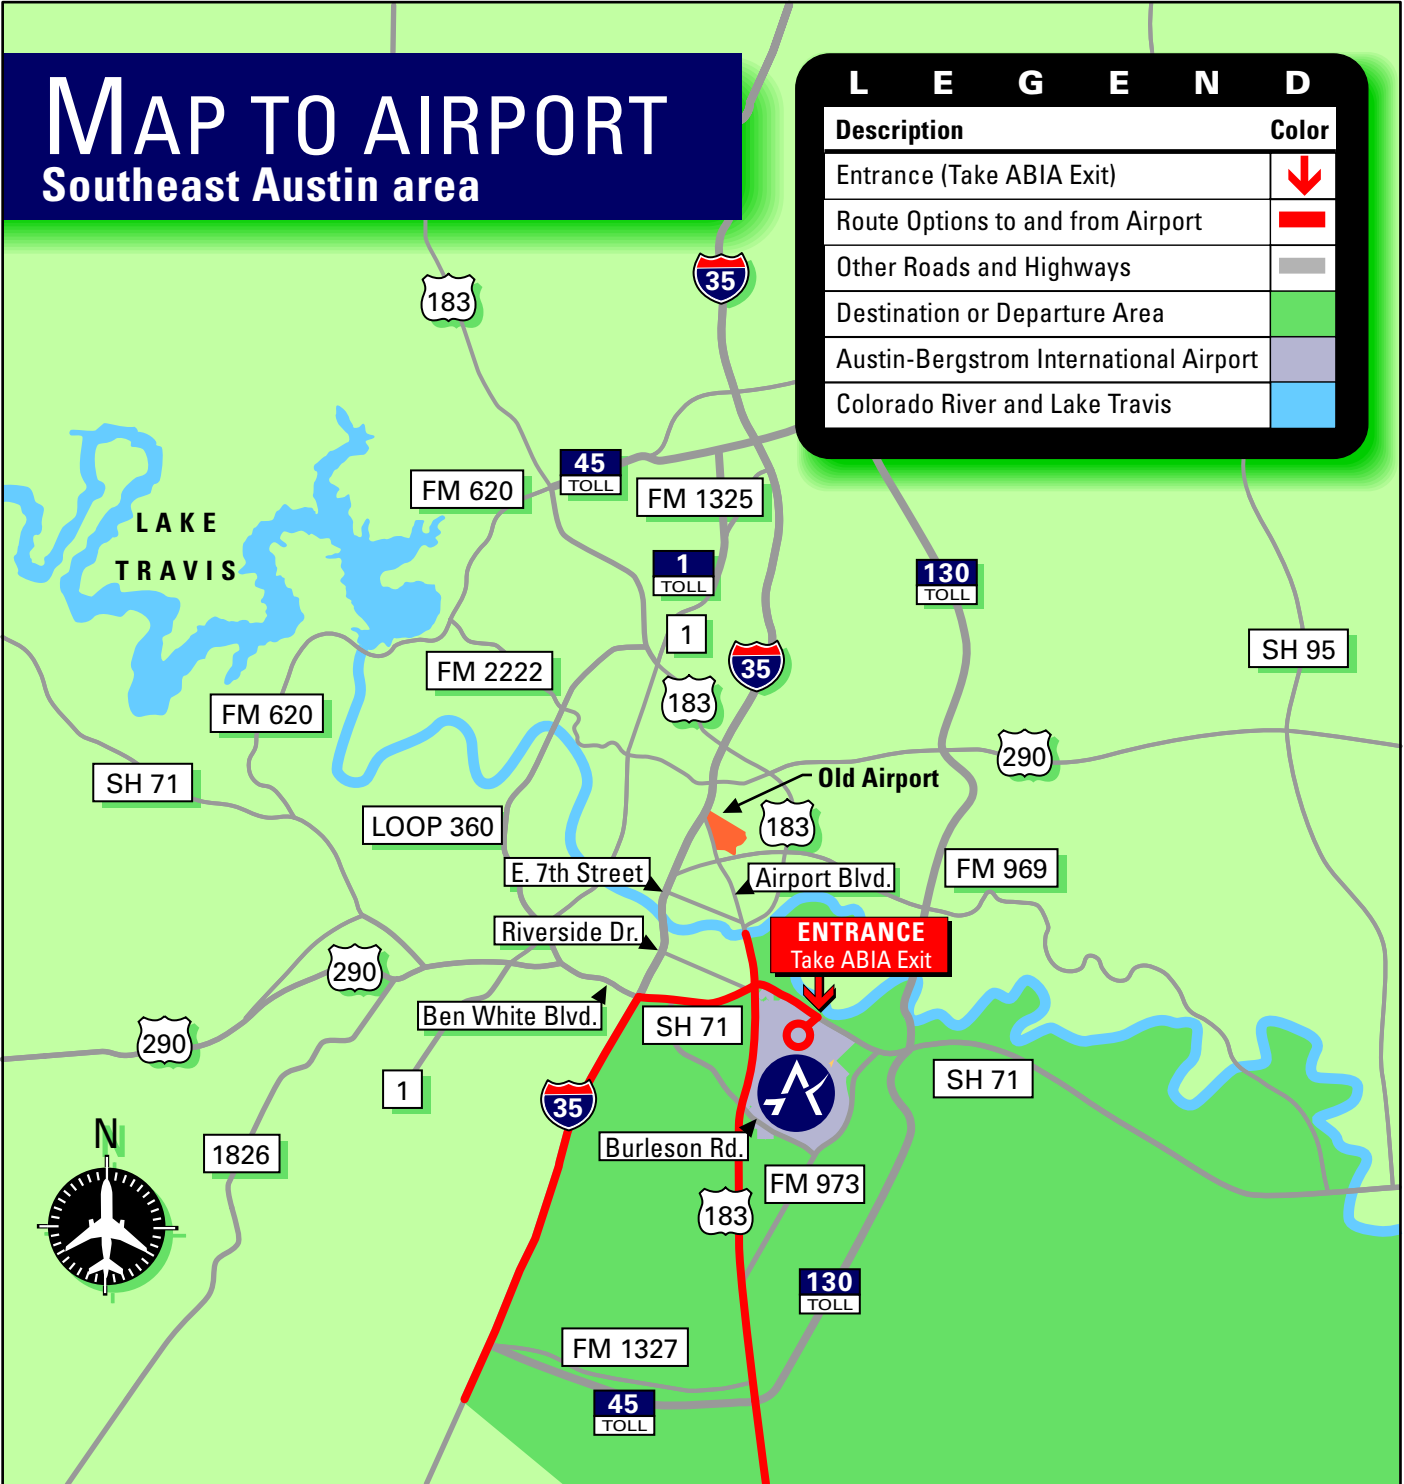 MAP TO AIRPORT
Southeast Austin area
LEGEND
Description Color
Entrance (Take ABIA Exit)
Route Options to and from Airport
Other Roads and Highways
Destination or Departure Area
Austin-Bergstrom International Airport
Colorado River and Lake Travis
35
183
45
TOLL
FM 620
FM 1325
LAKE
TRAVIS
1
TOLL
130
TOLL
1
SH 95
FM 2222
35
183
FM 620
290
SH 71
Old Airport
LOOP 360
183
E. 7th Street
Airport Blvd.
FM 969
Riverside Dr.
ENTRANCE
Take ABIA Exit
290
Ben White Blvd.
SH 71
290
SH 71
1
35
N
Burleson Rd.
1826
FM 973
183
130
TOLL
FM 1327
45
TOLL